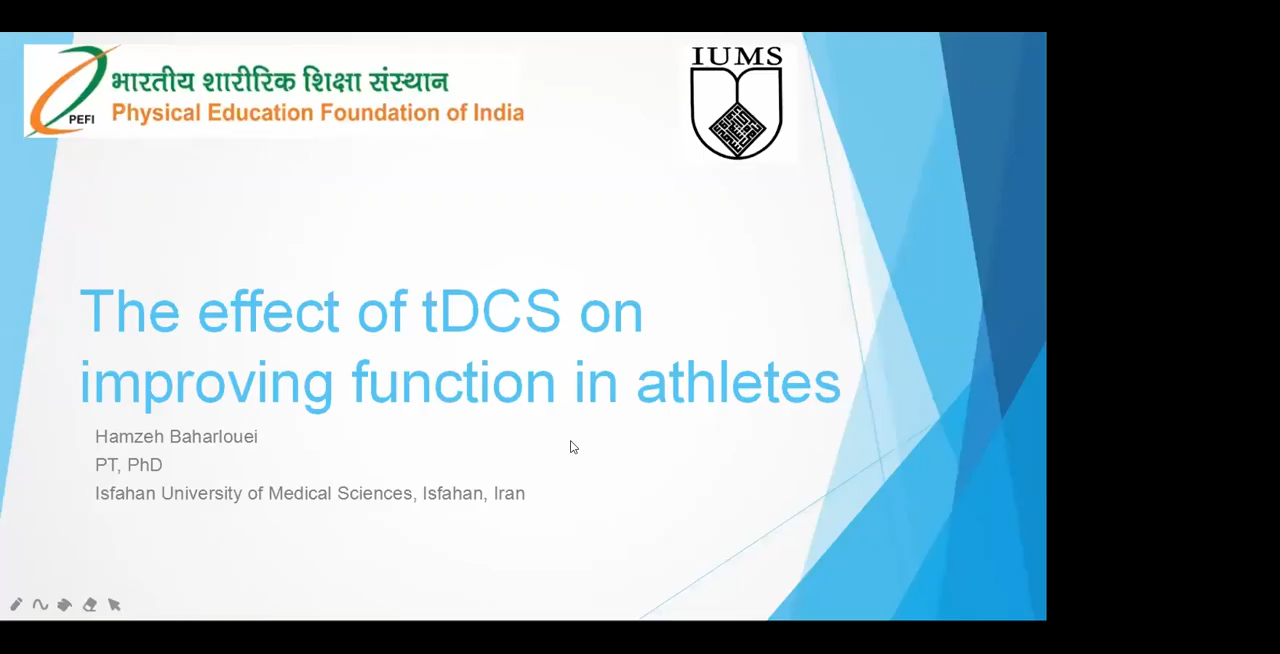 भारतीय शारीरिक शिक्षा संस्थान
PEFI
Physical Education Foundation of India
IUMS
The effect of tDCS on
improving function in athletes
Hamzeh Baharlouei
PT, PhD
Isfahan University of Medical Sciences, Isfahan, Iran